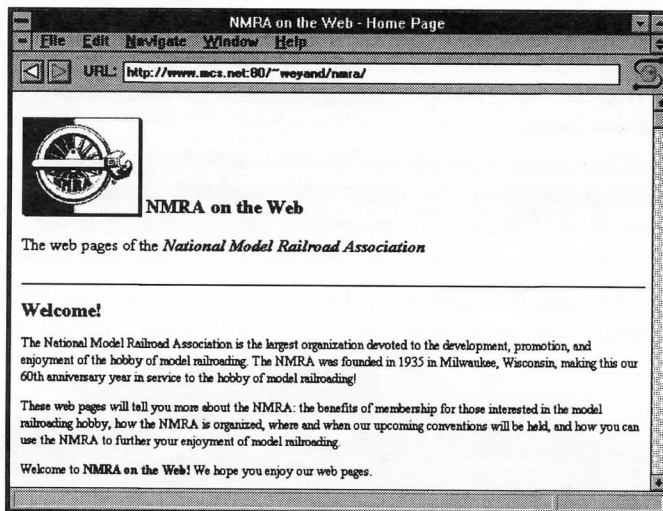 NMRA on the Web - Home Page
File Edit Navigate Window Help
URL: http://www.mcs.net:80/~weyand/nmra/
NMRA
NMRA on the Web
The web pages of the National Model Railroad Association
Welcome!
The National Model Railroad Association is the largest organization devoted to the development, promotion, and
enjoyment of the hobby of model railroading. The NMRA was founded in 1935 in Milwaukee, Wisconsin, making this our
60th anniversary year in service to the hobby of model railroading!
These web pages will tell you more about the NMRA: the benefits of membership for those interested in the model
railroading hobby, how the NMRA is organized, where and when our upcoming conventions will be held, and how you can
use the NMRA to further your enjoyment of model railroading.
Welcome to NMRA on the Web! We hope you enjoy our web pages.